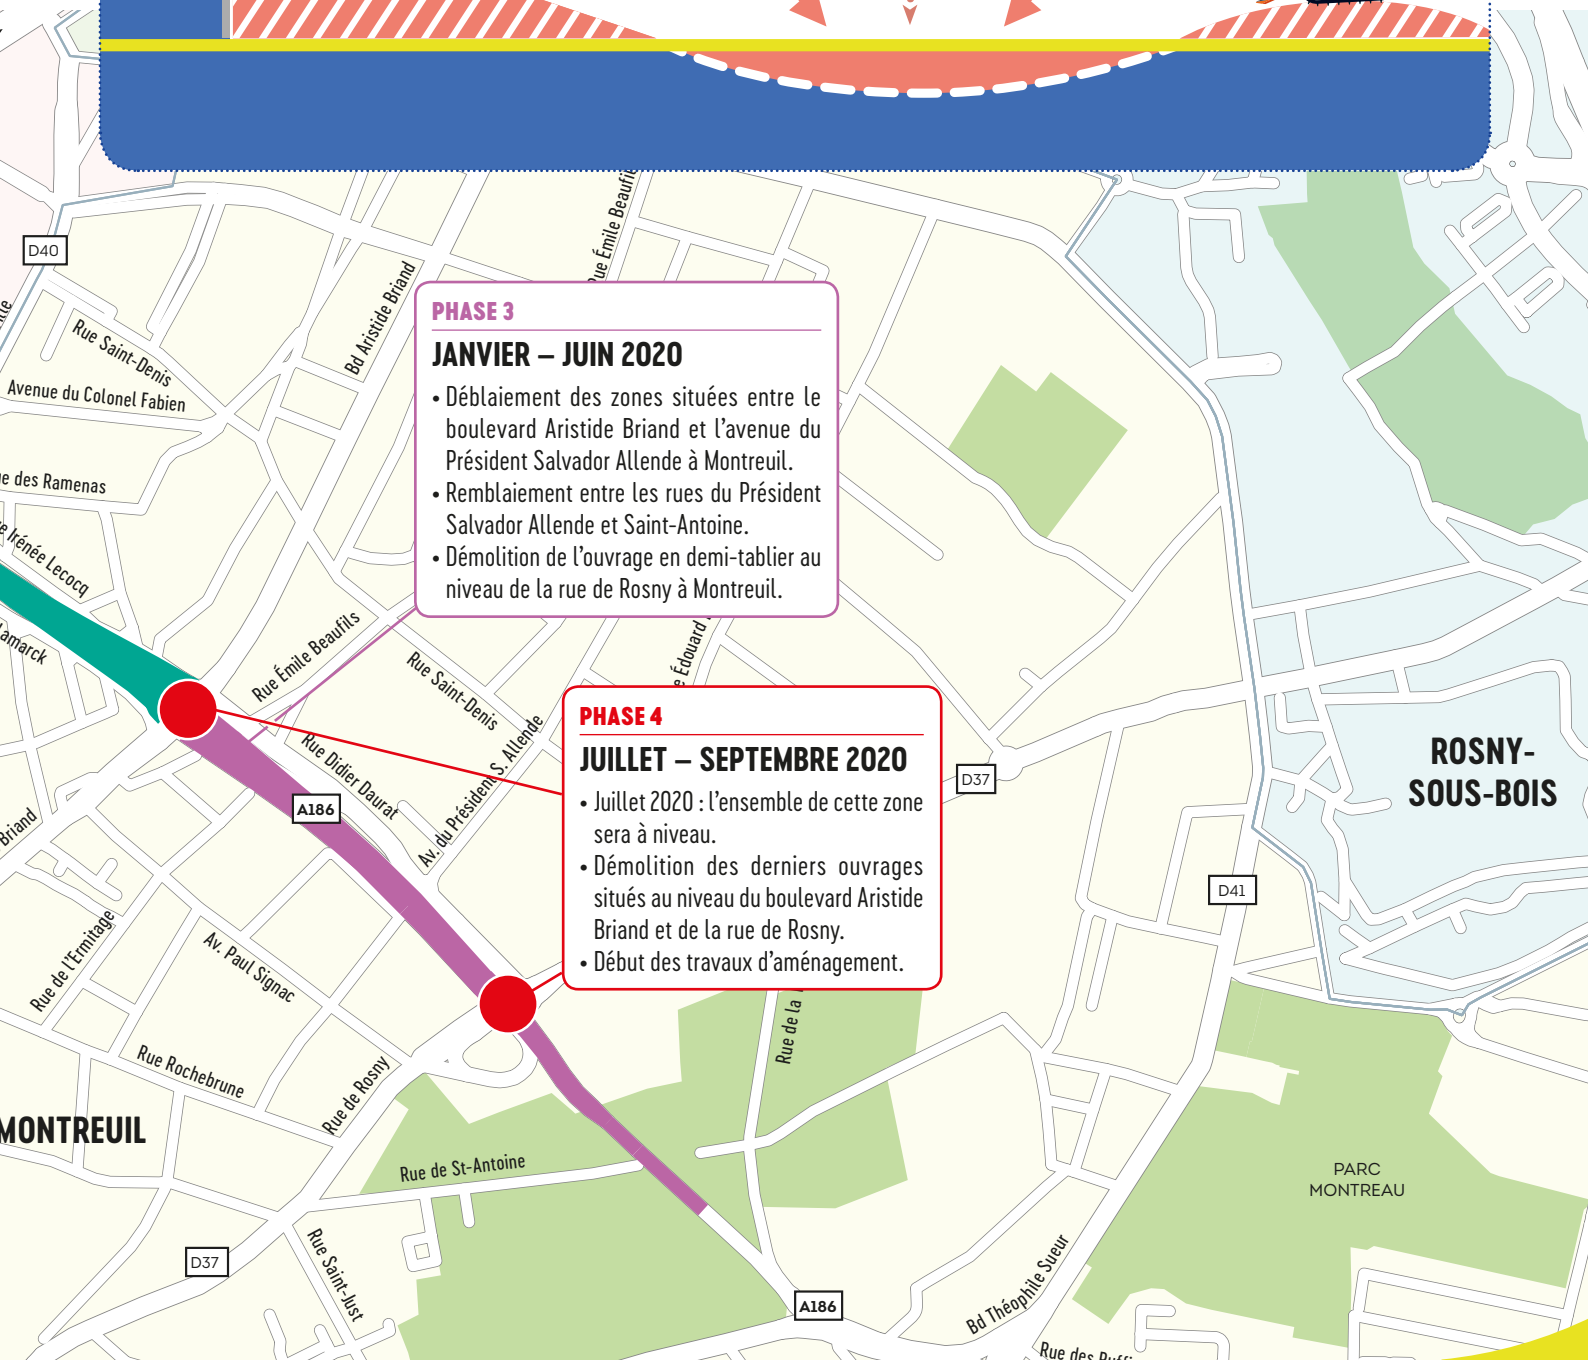 D40
Rue Saint-Denis
Avenue du Colonel Fabien
Bd Aristide Briand
Rue Émile Beaufils
des Ramenas
Irénée Lecocq
Lamarck
PHASE 3
JANVIER – JUIN 2020
• Déblaiement des zones situées entre le
boulevard Aristide Briand et l'avenue du
Président Salvador Allende à Montreuil.
• Remblaiement entre les rues du Président
Salvador Allende et Saint-Antoine.
• Démolition de l'ouvrage en demi-tablier au
niveau de la rue de Rosny à Montreuil.
Rue Saint-Denis
Édouard
Rue Didier Daurat
Av. du Président S. Allende
A186
Briand
PHASE 4
JUILLET – SEPTEMBRE 2020
• Juillet 2020 : l'ensemble de cette zone
sera à niveau.
• Démolition des derniers ouvrages
situés au niveau du boulevard Aristide
Briand et de la rue de Rosny.
• Début des travaux d'aménagement.
D37
ROSNY-
SOUS-BOIS
D41
Rue de l'Ermitage
Av. Paul Signac
Rue Rochebrune
Rue de Rosny
Rue de la
MONTREUIL
Rue de St-Antoine
PARC
MONTREAU
D37
Rue Saint-Just
A186
Bd Théophile Sueur
Rue des